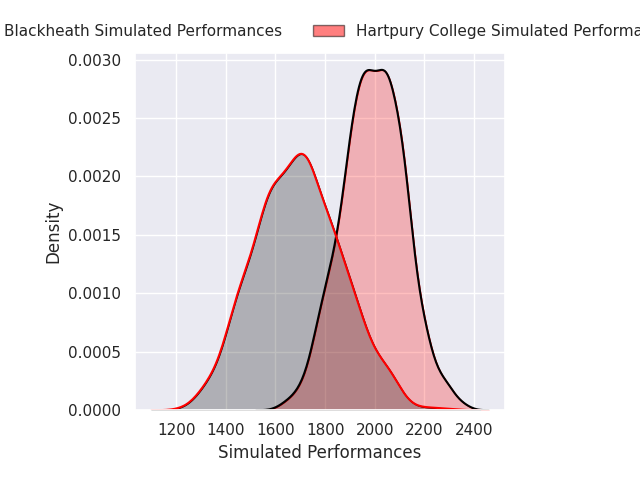 Blackheath Simulated Performances
Hartpury College Simulated Performa
0.0030
0.0025
0.0020
0.0015
0.0010
0.0005
0.0000
Density
1200 1400 1600 1800 2000 2200 2400
Simulated Performances